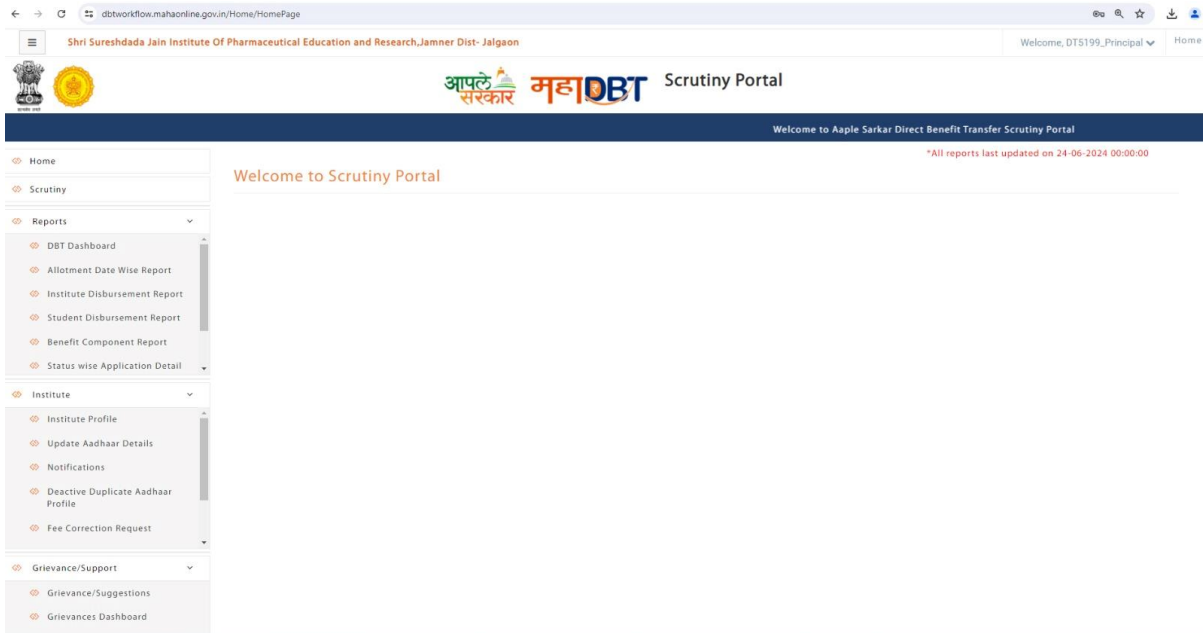 dbtworkflow.mahaonline.gov.in/Home/HomePage
Shri Sureshdada Jain Institute Of Pharmaceutical Education and Research,Jamner Dist- Jalgaon
Welcome, DTS199_Principal
Home
आपले सरकार
महाDBT
Scrutiny Portal
Welcome to Aaple Sarkar Direct Benefit Transfer Scrutiny Portal
*All reports last updated on 24-06-2024 00:00:00
Welcome to Scrutiny Portal
Home
Scrutiny
Reports
DBT Dashboard
Allotment Date Wise Report
Institute Disbursement Report
Student Disbursement Report
Benefit Component Report
Status wise Application Detail
Institute
Institute Profile
Update Aadhaar Details
Notifications
Deactive Duplicate Aadhaar
Profile
Fee Correction Request
Grievance/Support
Grievance/Suggestions
Grievances Dashboard